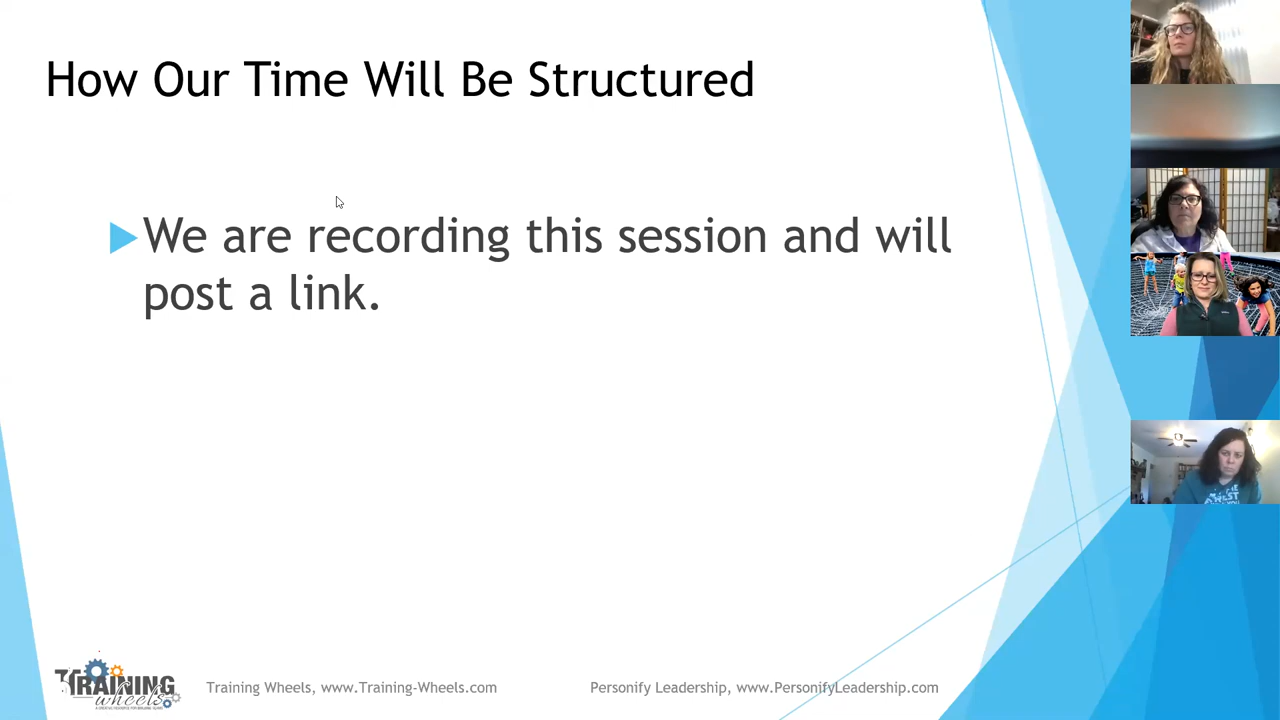 How Our Time Will Be Structured
We are recording this session and will
post a link.
TRAINING
wheels
Training Wheels, www.Training-Wheels.com
Personify Leadership, www.PersonifyLeadership.com